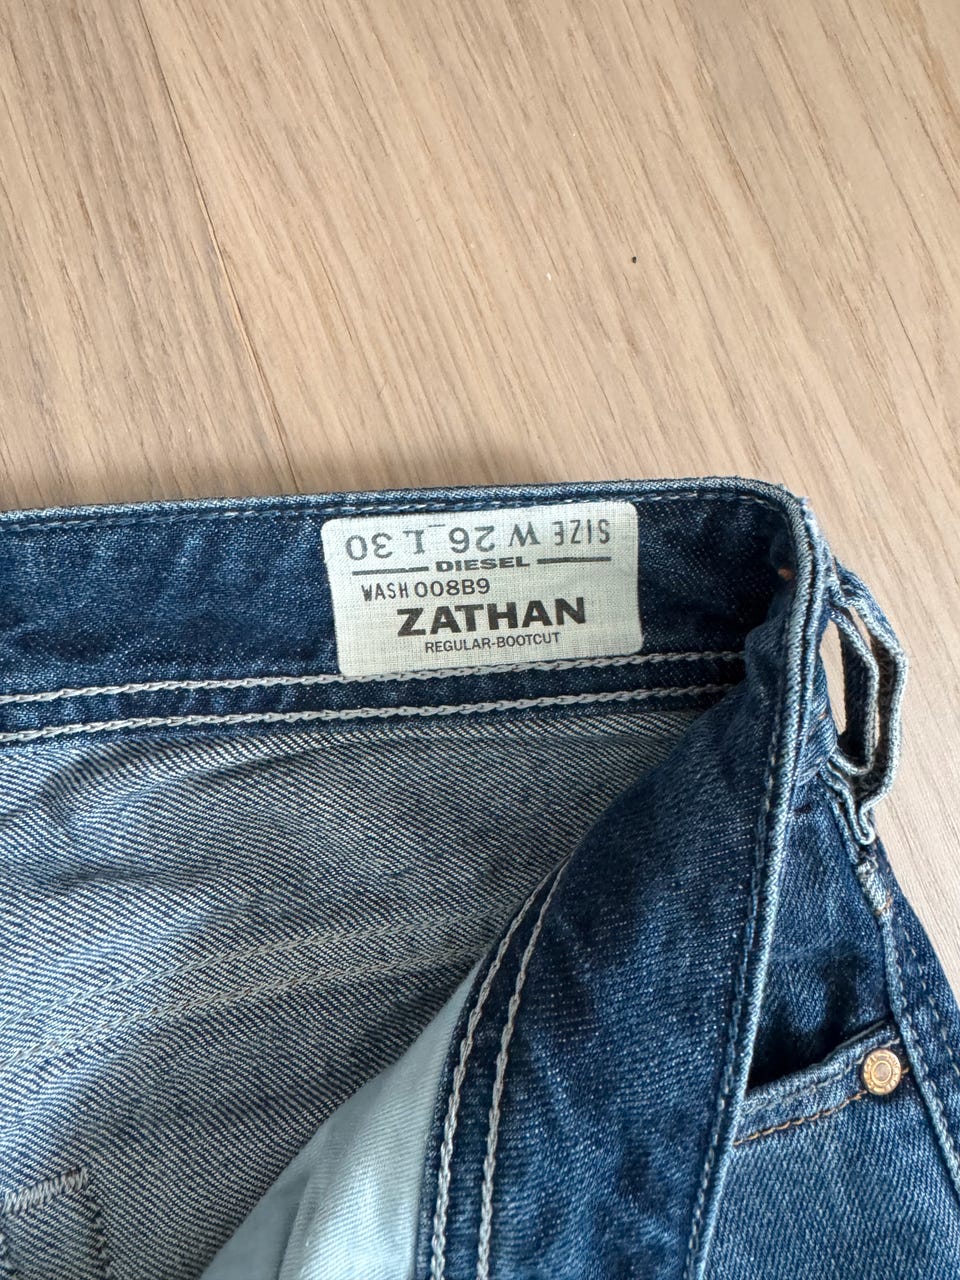 SIZE W 26 L 30
DIESEL
WASH 008B9
ZATHAN
REGULAR-BOOTCUT